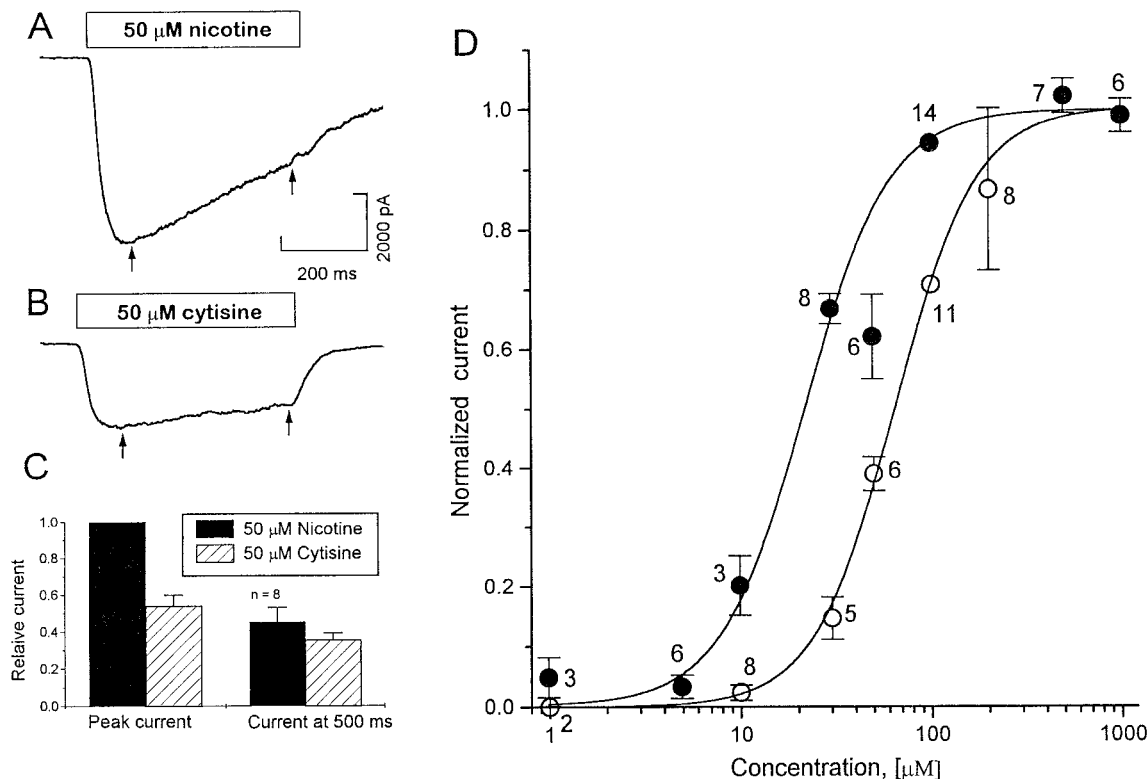 A
50 μM nicotine
2000 pA
200 ms
B
50 μM cytisine
C
Relaive current
1.0
0.8
0.6
0.4
0.2
0.0
50 μM Nicotine
50 μM Cytisine
n = 8
Peak current
Current at 500 ms
D
Normalized current
1.0
0.8
0.6
0.4
0.2
0.0
3
2
6
3
8
8
5
6
6
14
11
7
8
6
1
10
100
1000
Concentration, [μM]